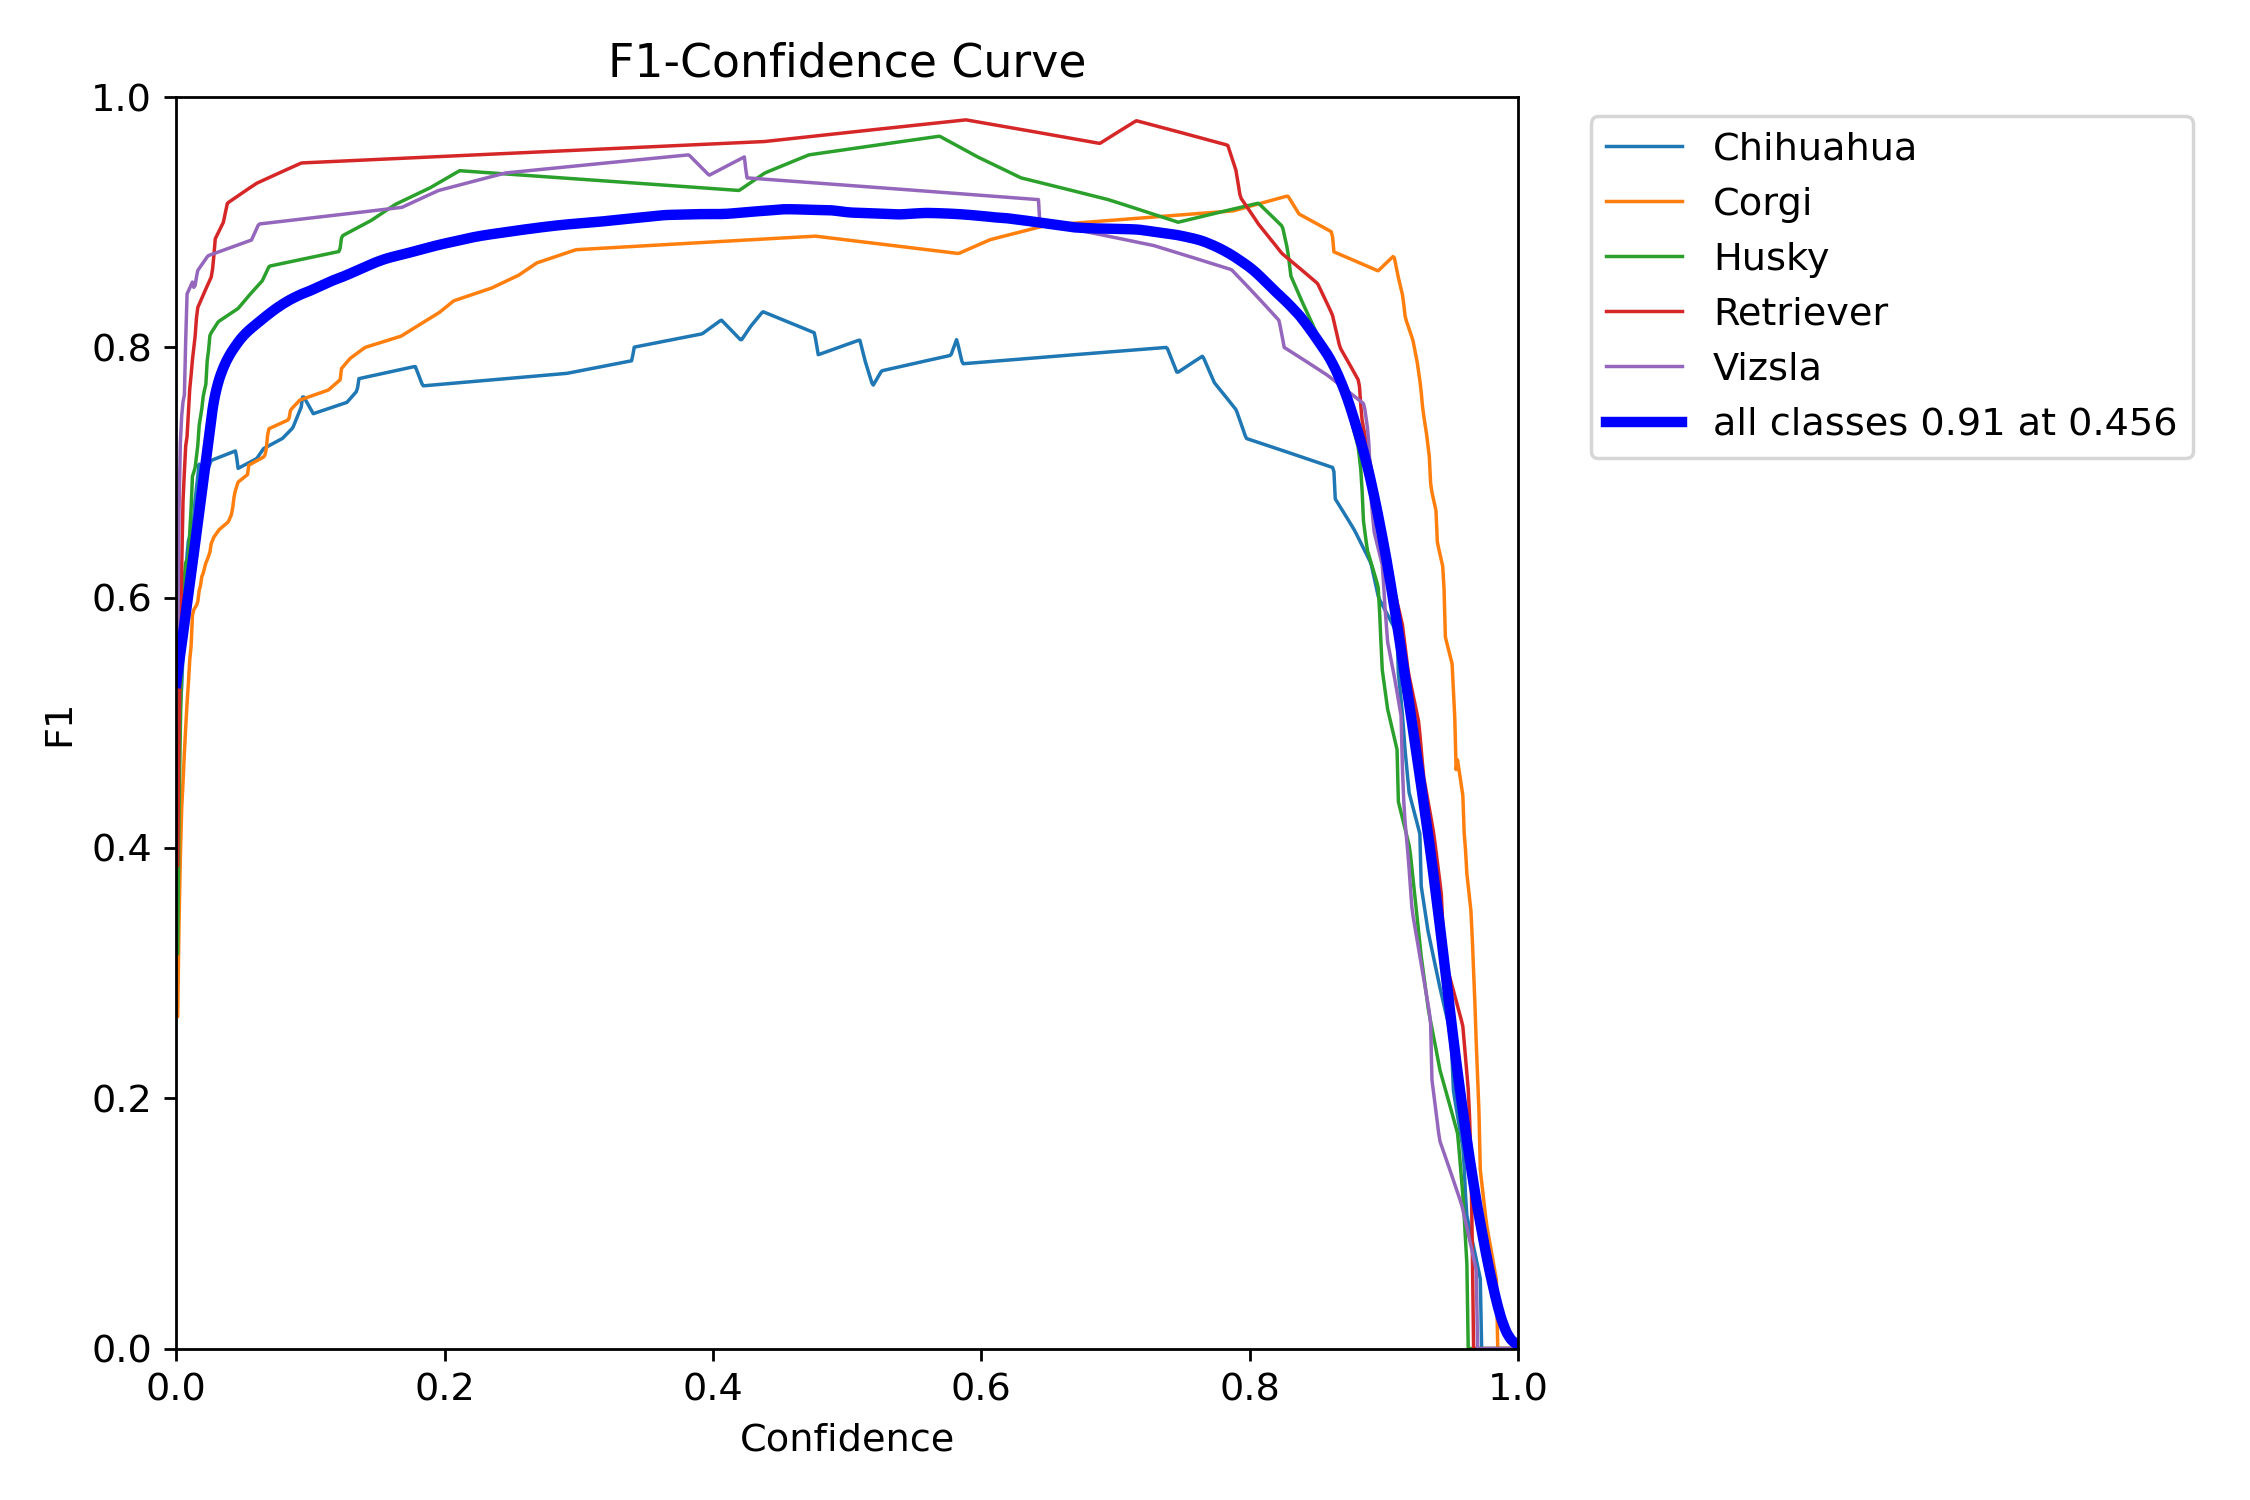 F1-Confidence Curve
1.0
0.8
0.6
0.4
0.2
0.0
F1
0.0 0.2 0.4 0.6 0.8 1.0
Confidence
Chihuahua
Corgi
Husky
Retriever
Vizsla
all classes 0.91 at 0.456